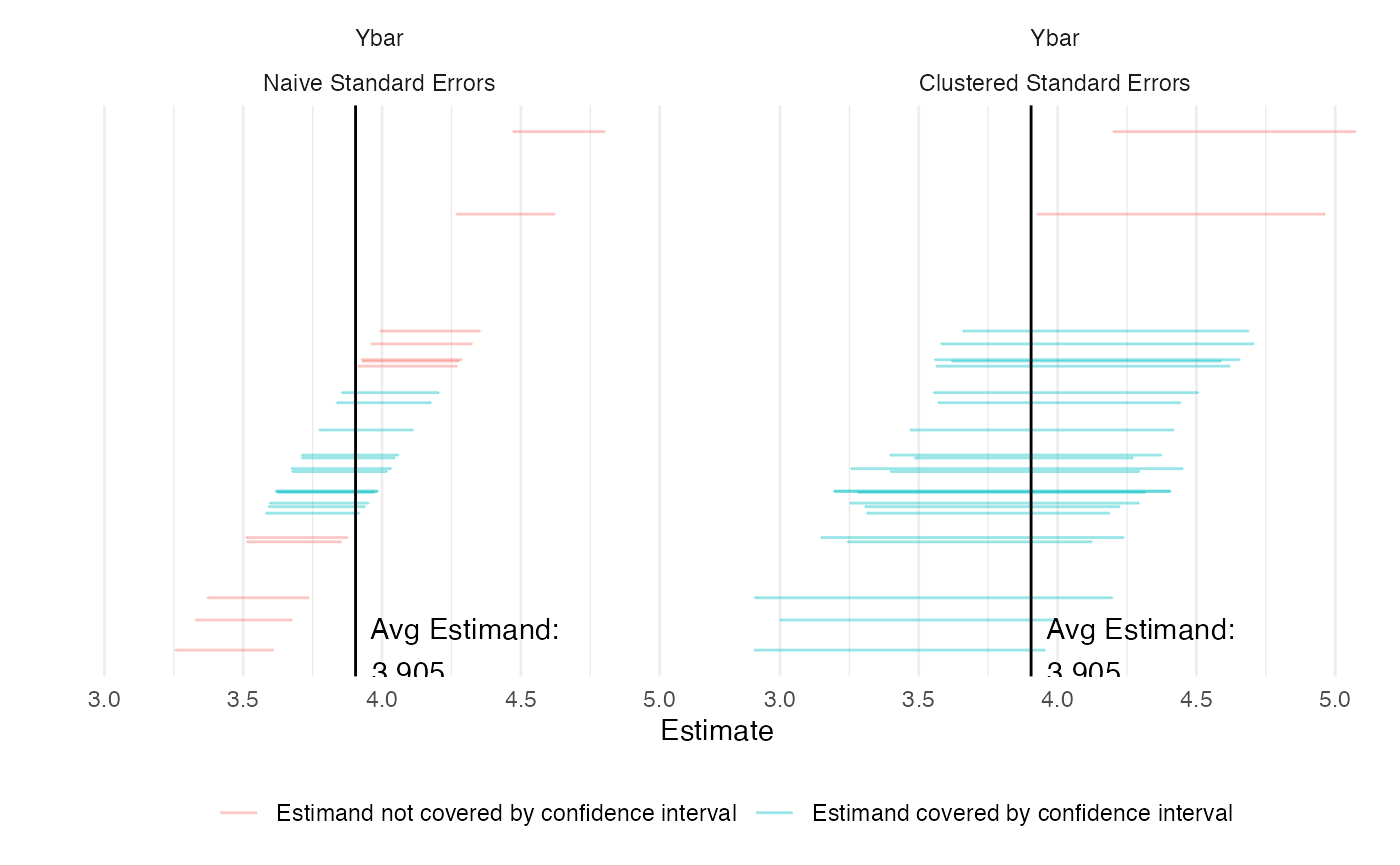 Ybar Ybar
Naive Standard Errors Clustered Standard Errors
Avg Estimand: Avg Estimand:
3.905 3.905
3.0 3.5 4.0 4.5 5.0 3.0 3.5 4.0 4.5 5.0
Estimate
Estimand not covered by confidence interval Estimand covered by confidence interval